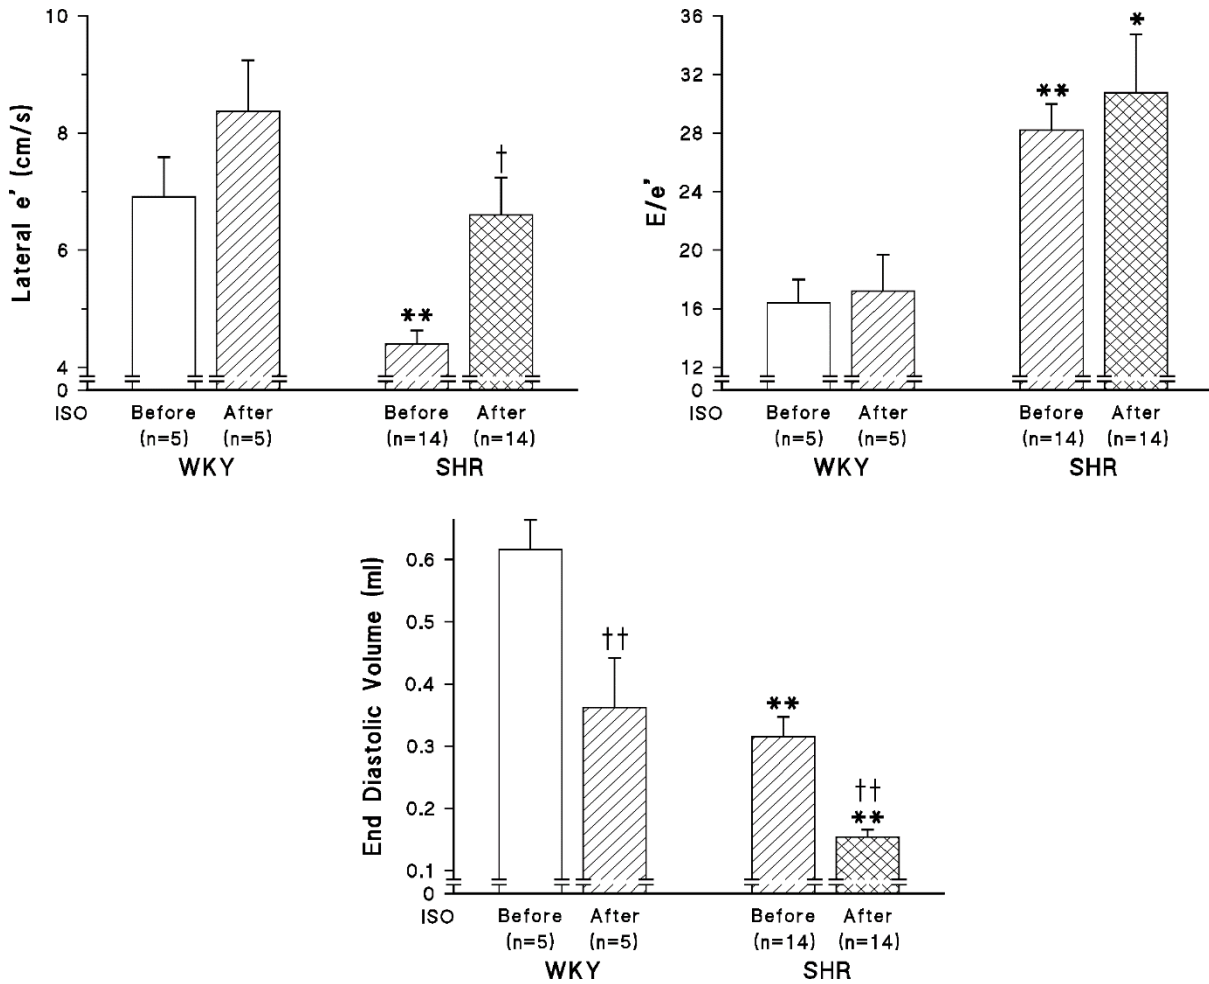 Lateral e' (cm/s)
10
8
6
4
0
**
†
ISO Before After Before After
(n=5) (n=5) (n=14) (n=14)
WKY SHR
E/e'
36
32
28
24
20
16
12
0
**
*
Before After Before After
(n=5) (n=5) (n=14) (n=14)
WKY SHR
End Diastolic Volume (ml)
0.6
0.5
0.4
0.3
0.2
0.1
0
††
**
††
**
ISO Before After Before After
(n=5) (n=5) (n=14) (n=14)
WKY SHR